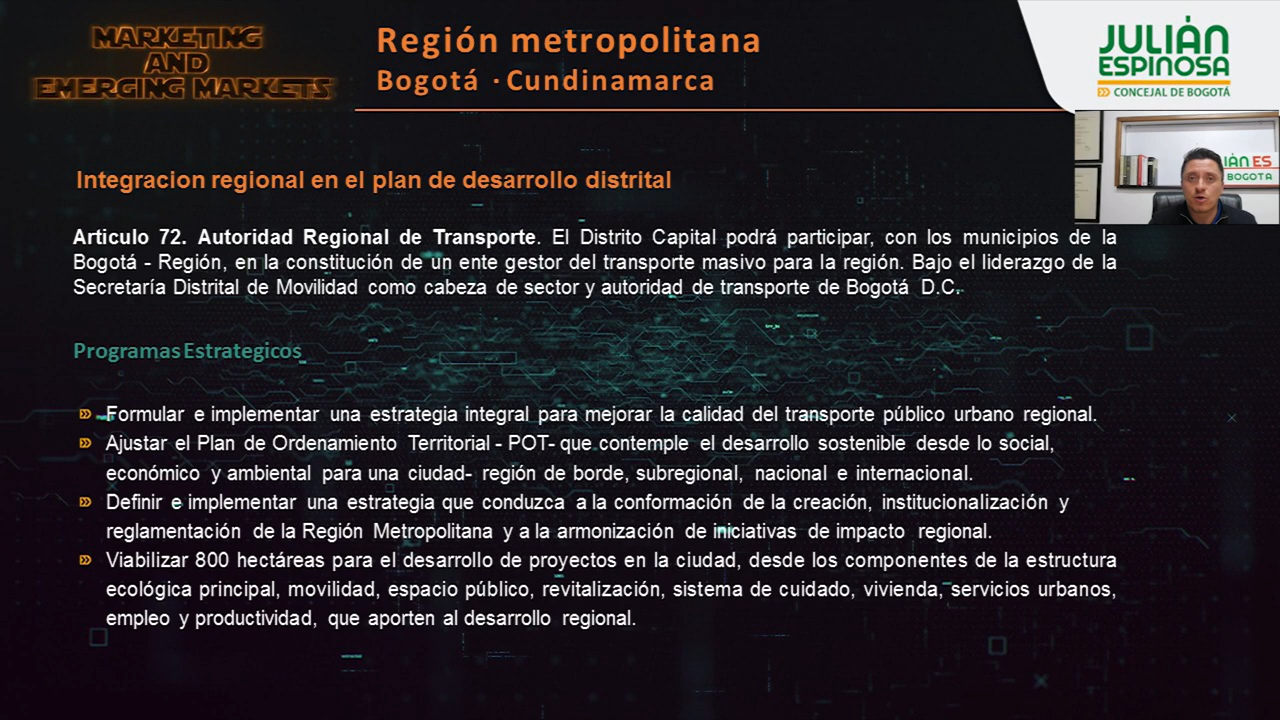 MARKETING
AND
EMERGING MARKETS
Región metropolitana
Bogotá · Cundinamarca
JULIÁN
ESPINOSA
CONCEJAL DE BOGOTÁ
IÁN ES
BOGOTA
Integracion regional en el plan de desarrollo distrital
Articulo 72. Autoridad Regional de Transporte. El Distrito Capital podrá participar, con los municipios de la
Bogotá - Región, en la constitución de un ente gestor del transporte masivo para la región. Bajo el liderazgo de la
Secretaría Distrital de Movilidad como cabeza de sector y autoridad de transporte de Bogotá D.C.
Programas Estrategicos
Formular e implementar una estrategia integral para mejorar la calidad del transporte público urbano regional.
Ajustar el Plan de Ordenamiento Territorial - POT- que contemple el desarrollo sostenible desde lo social,
económico y ambiental para una ciudad- región de borde, subregional, nacional e internacional.
Definir e implementar una estrategia que conduzca a la conformación de la creación, institucionalización y
reglamentación de la Región Metropolitana y a la armonización de iniciativas de impacto regional.
Viabilizar 800 hectáreas para el desarrollo de proyectos en la ciudad, desde los componentes de la estructura
ecológica principal, movilidad, espacio público, revitalización, sistema de cuidado, vivienda, servicios urbanos,
empleo y productividad, que aporten al desarrollo regional.